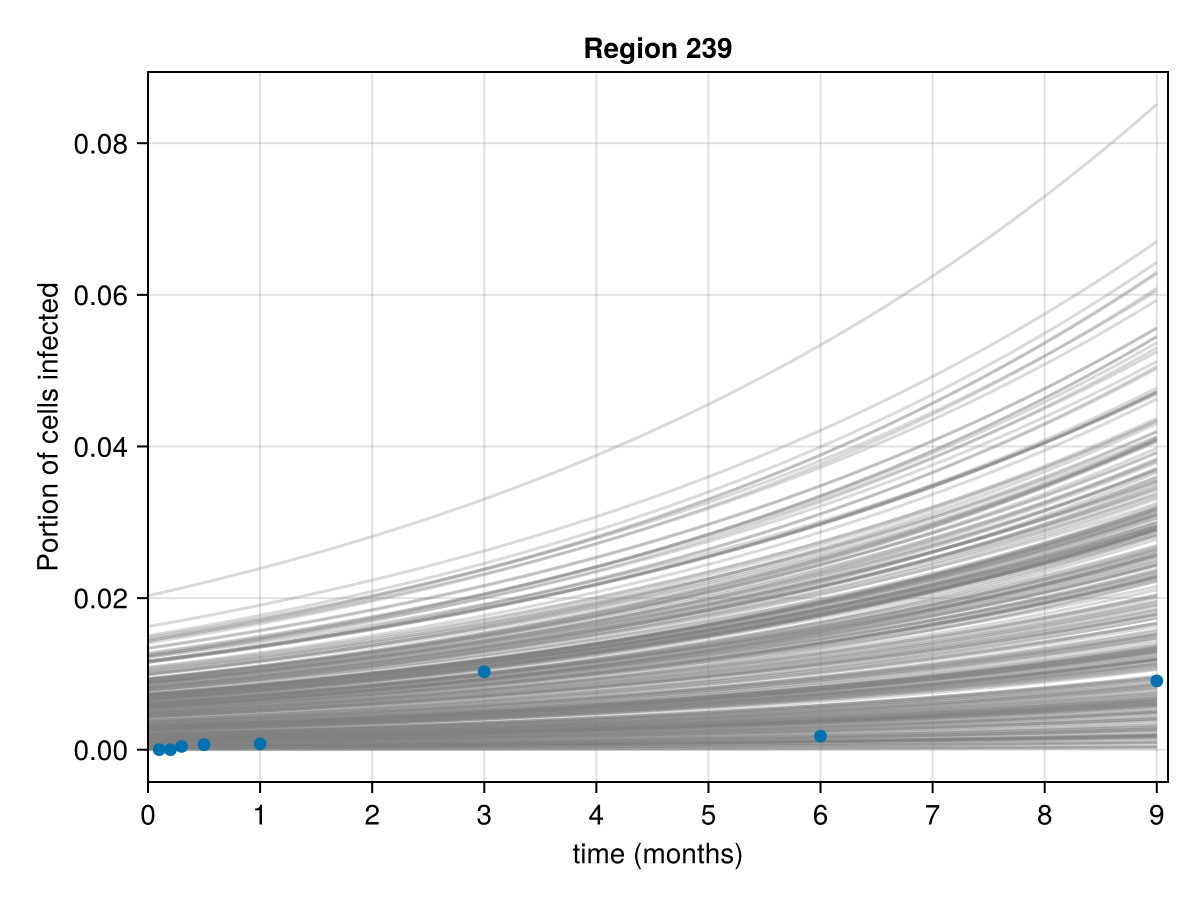 Region 239
Portion of cells infected
0.08
0.06
0.04
0.02
0.00
0 1 2 3 4 5 6 7 8 9
time (months)